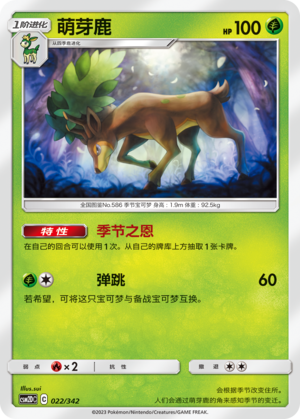 1阶进化
萌芽鹿
HP 100
从四季鹿进化
全国图鉴No.586 季节宝可梦 身高：1.9m 体重：92.5kg
特性 季节之恩
在自己的回合可以使用1次。从自己的牌库上方抽取1张卡牌。
弹跳 60
若希望，可将这只宝可梦与备战宝可梦互换。
弱点 ×2 抗性 撤退
Illus.sui
CSM2D C G 022/342
会根据季节改变住所。
人们会通过萌芽鹿的角来感知季节的变迁。
©2023 Pokémon/Nintendo/Creatures/GAME FREAK.